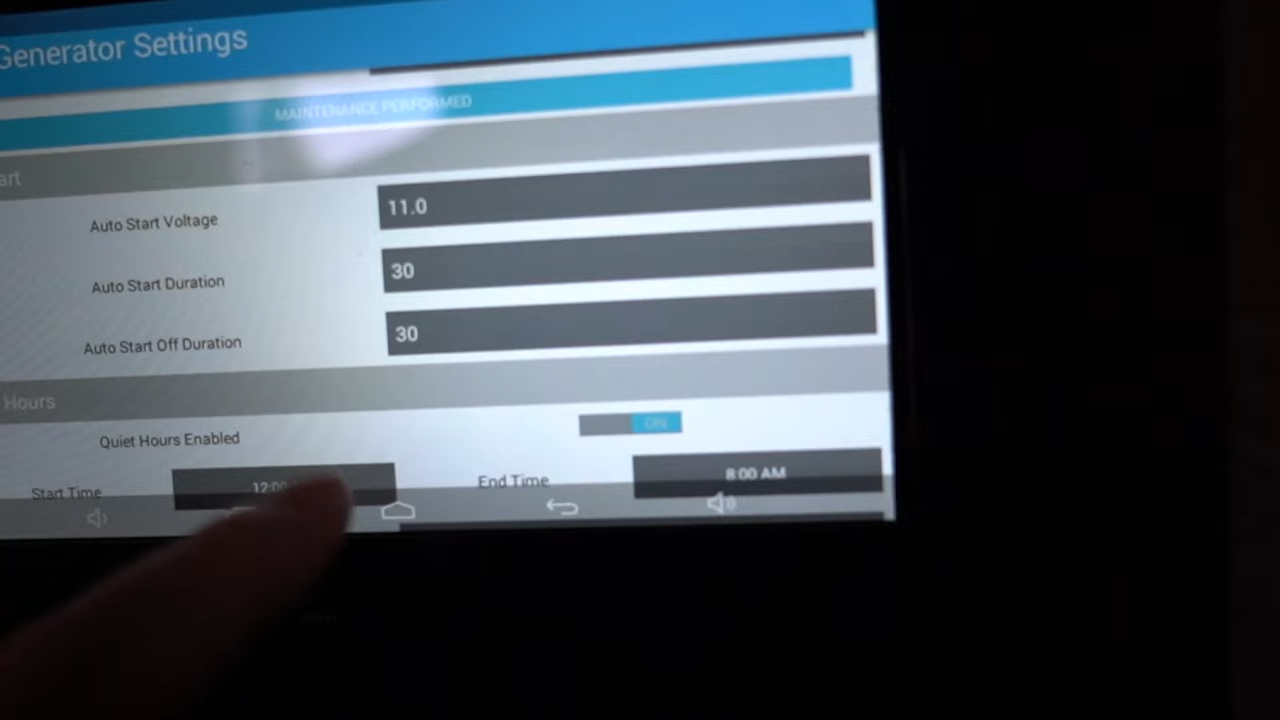 Generator Settings
MAINTENANCE PERFORMED
Auto Start Voltage 11.0
Auto Start Duration 30
Auto Start Off Duration 30
Hours
Quiet Hours Enabled ON
Start Time End Time 8:00 AM